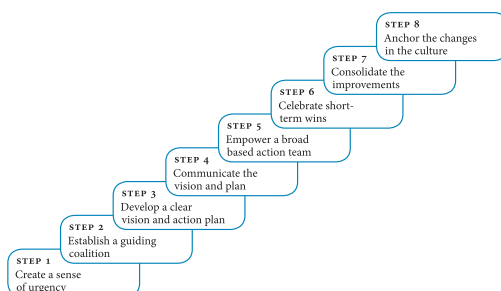 STEP 8
Anchor the changes
in the culture
STEP 7
Consolidate the
improvements
STEP 6
Celebrate short-
term wins
STEP 5
Empower a broad
based action team
STEP 4
Communicate the
vision and plan
STEP 3
Develop a clear
vision and action plan
STEP 2
Establish a guiding
coalition
STEP 1
Create a sense
of urgency